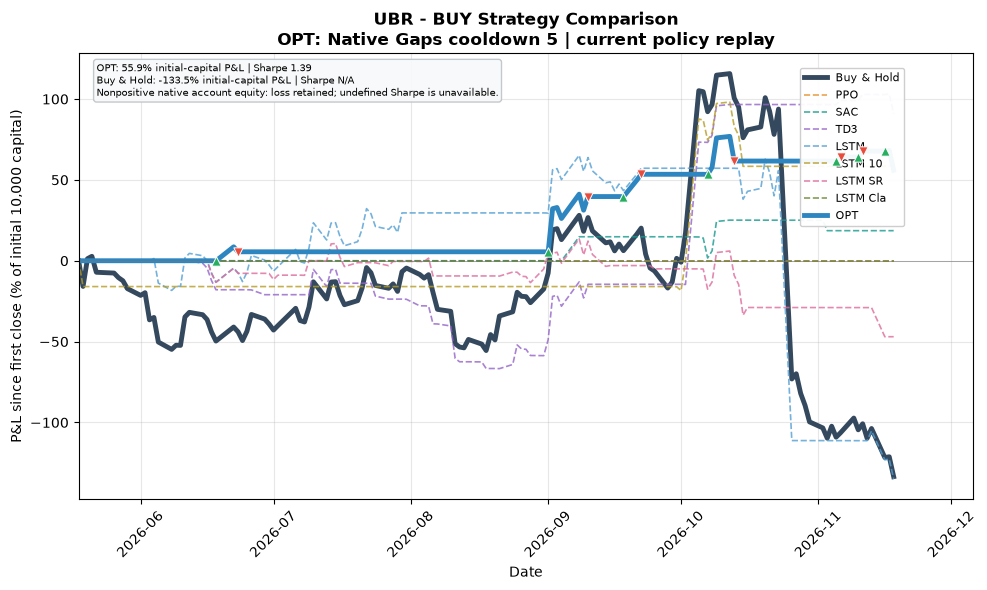 UBR - BUY Strategy Comparison
OPT: Native Gaps cooldown 5 | current policy replay
OPT: 55.9% initial-capital P&L | Sharpe 1.39
Buy & Hold: -133.5% initial-capital P&L | Sharpe N/A
Nonpositive native account equity: loss retained; undefined Sharpe is unavailable.
Buy & Hold
PPO
SAC
TD3
LSTM
LSTM 10
LSTM SR
LSTM Cla
OPT
P&L since first close (% of initial 10,000 capital)
100
50
0
−50
−100
2026-06
2026-07
2026-08
2026-09
2026-10
2026-11
2026-12
Date